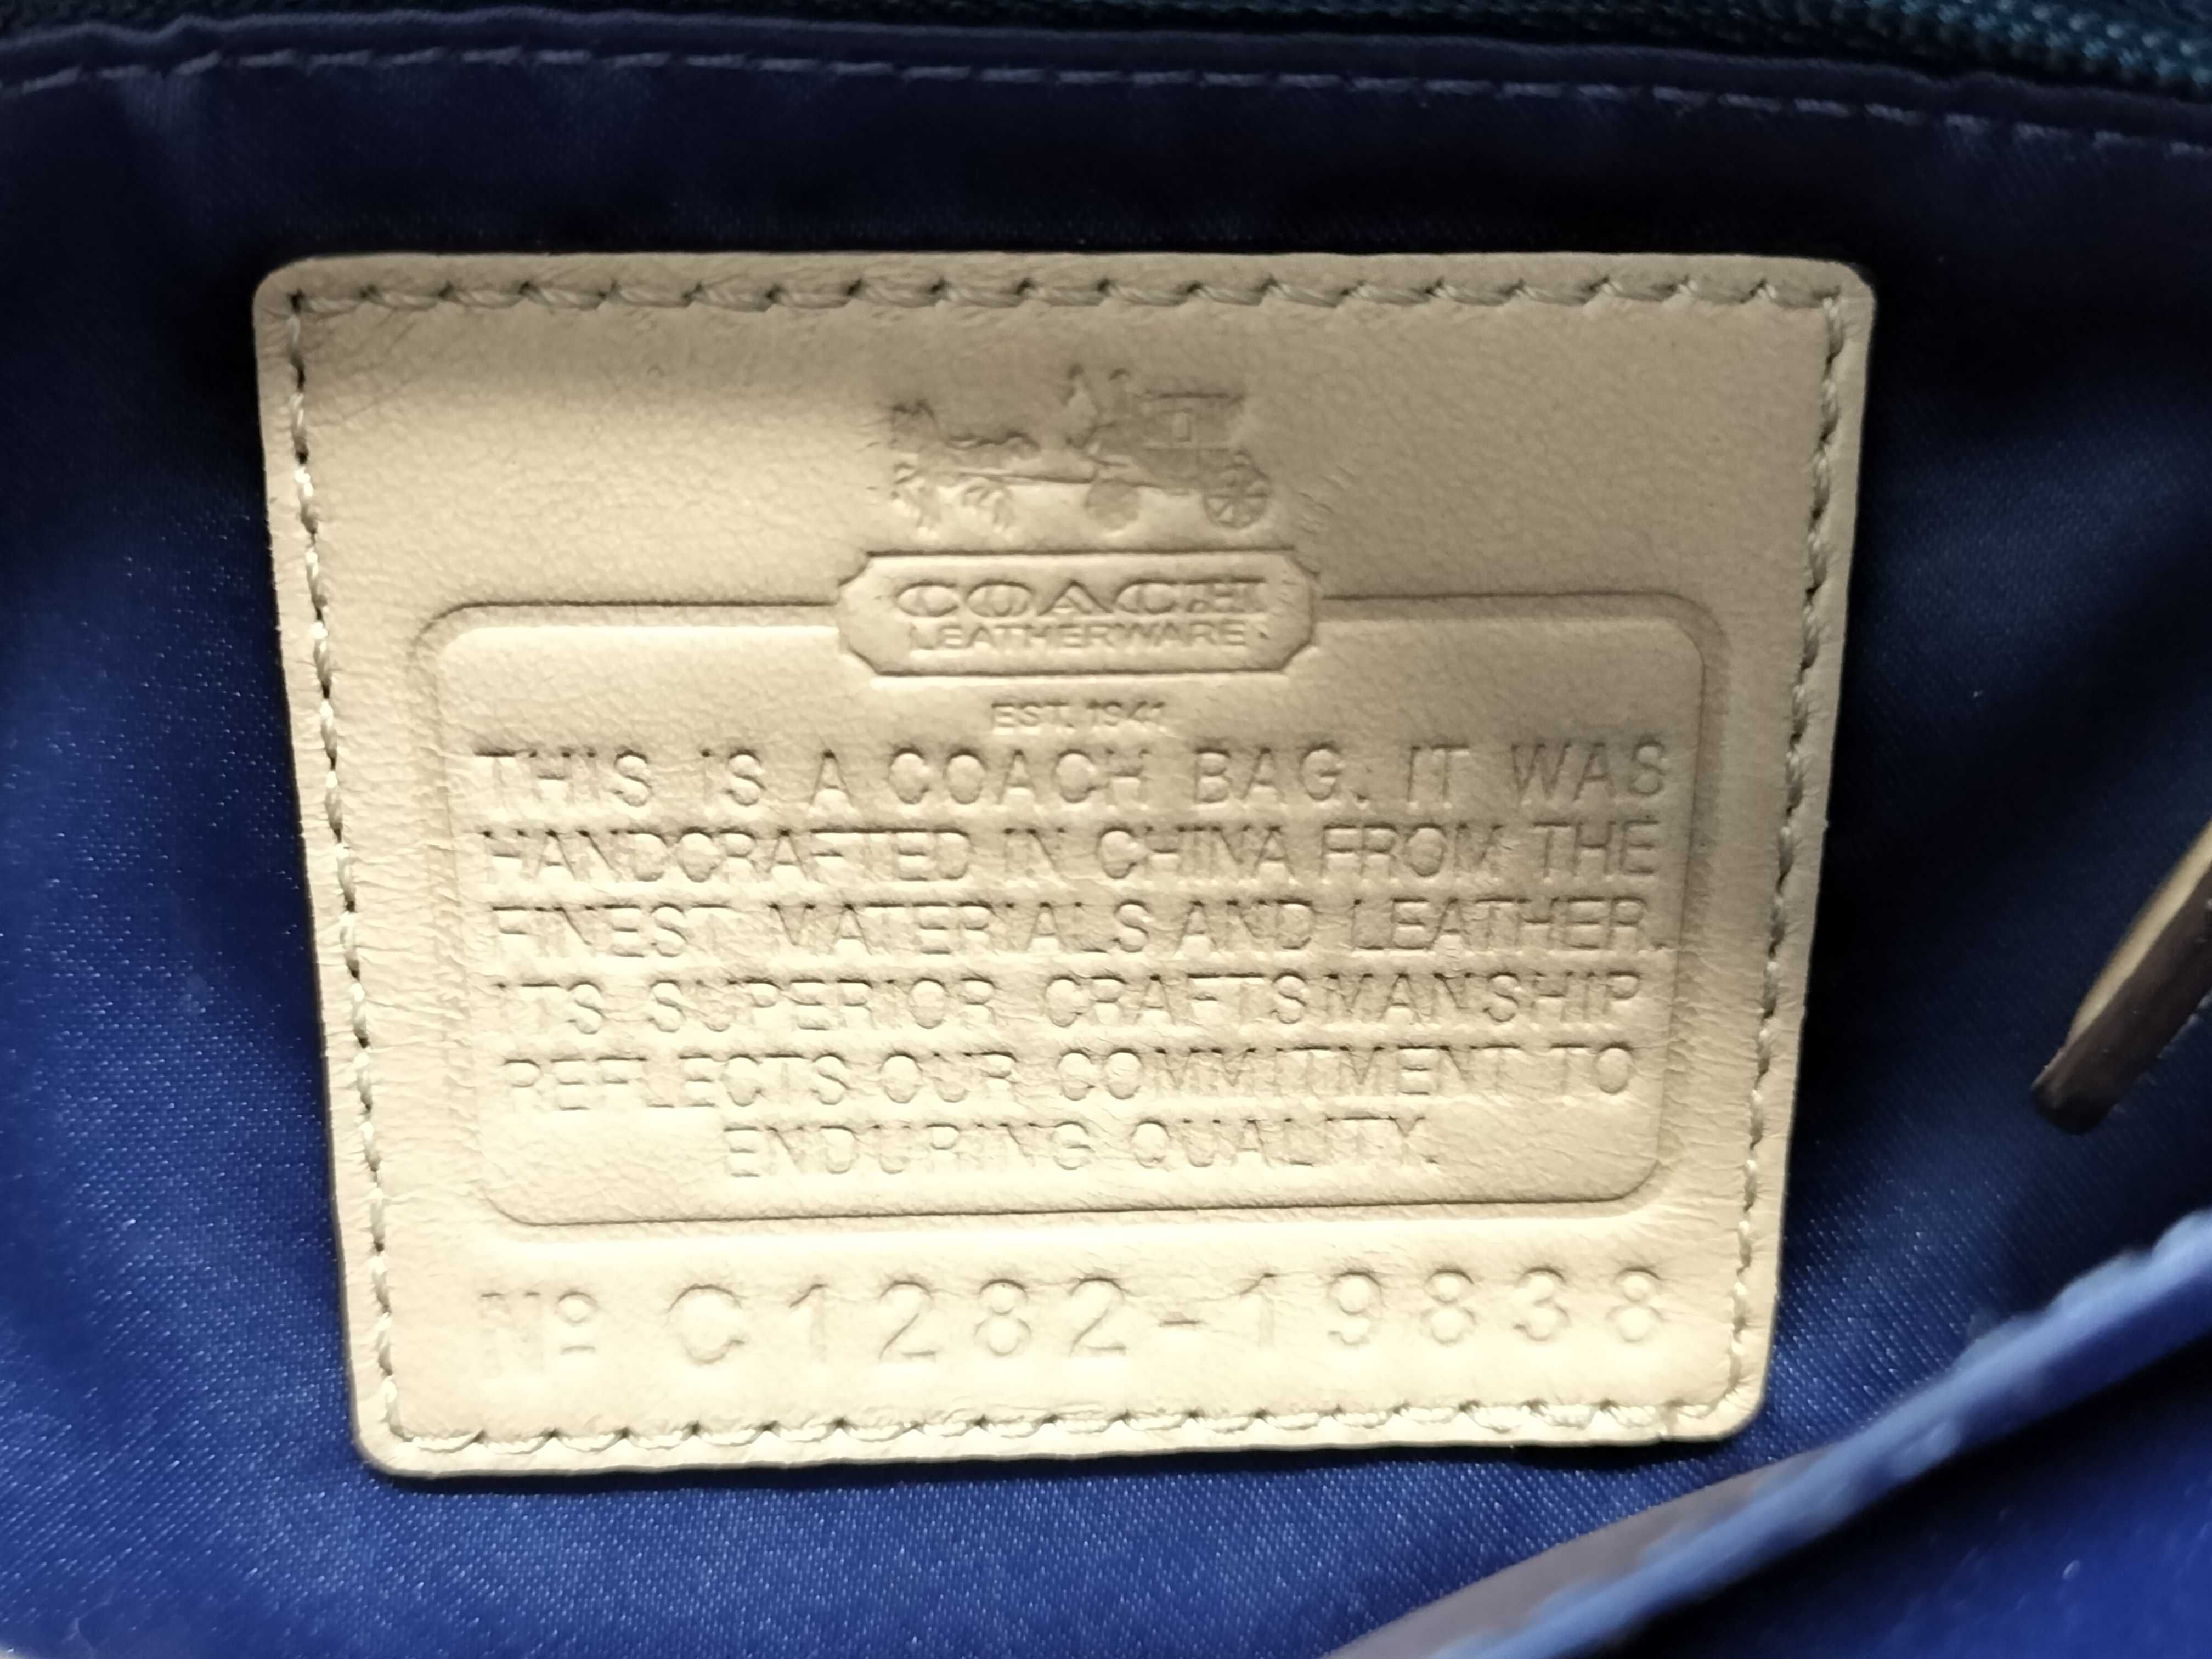 COACH
LEATHERWARE
EST. 1941
THIS IS A COACH BAG. IT WAS
HANDCRAFTED IN CHINA FROM THE
FINEST MATERIALS AND LEATHER.
ITS SUPERIOR CRAFTSMANSHIP
REFLECTS OUR COMMITMENT TO
ENDURING QUALITY.
Nº C1282-19838